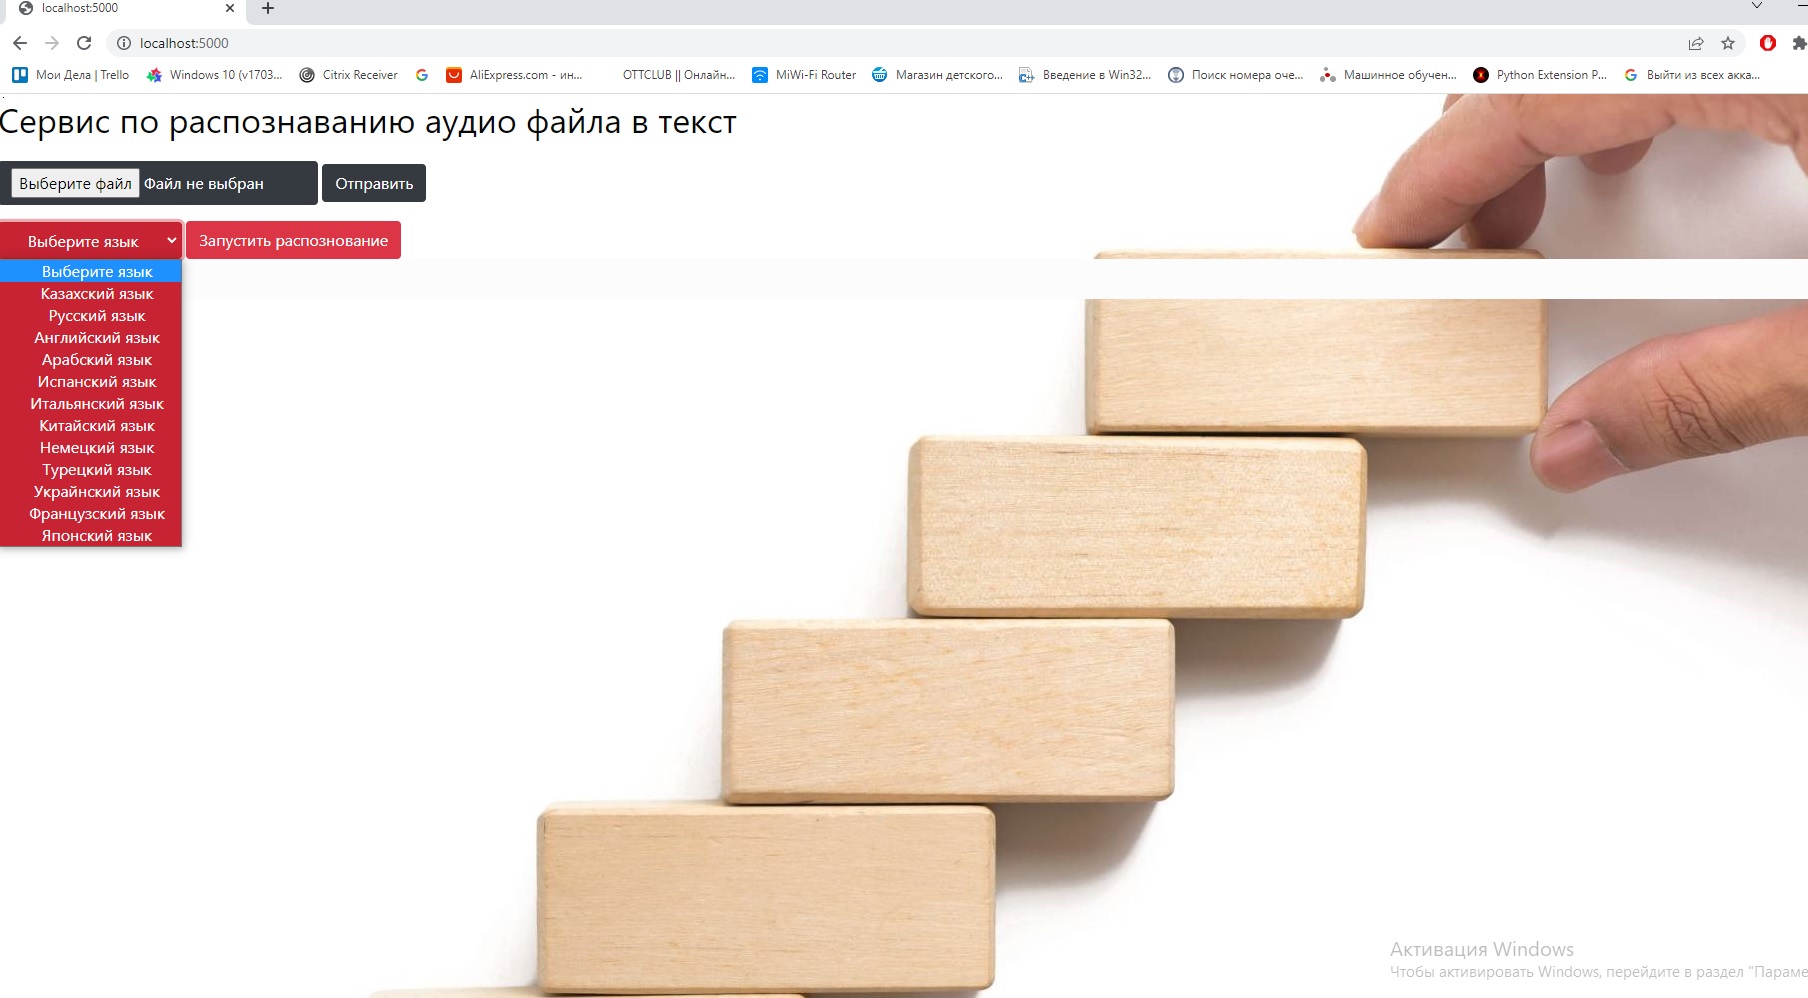 localhost:5000
localhost:5000
Мои Дела | Trello Windows 10 (v1703... Citrix Receiver AliExpress.com - ин... OTTCLUB || Онлайн... MiWi-Fi Router Магазин детского... Введение в Win32... Поиск номера оче... Машинное обучен... Python Extension P... Выйти из всех акка...
Сервис по распознаванию аудио файла в текст
Выберите файл Файл не выбран Отправить
Выберите язык Запустить распознование
Выберите язык
Казахский язык
Русский язык
Английский язык
Арабский язык
Испанский язык
Итальянский язык
Китайский язык
Немецкий язык
Турецкий язык
Украйнский язык
Французский язык
Японский язык
Активация Windows
Чтобы активировать Windows, перейдите в раздел "Параме